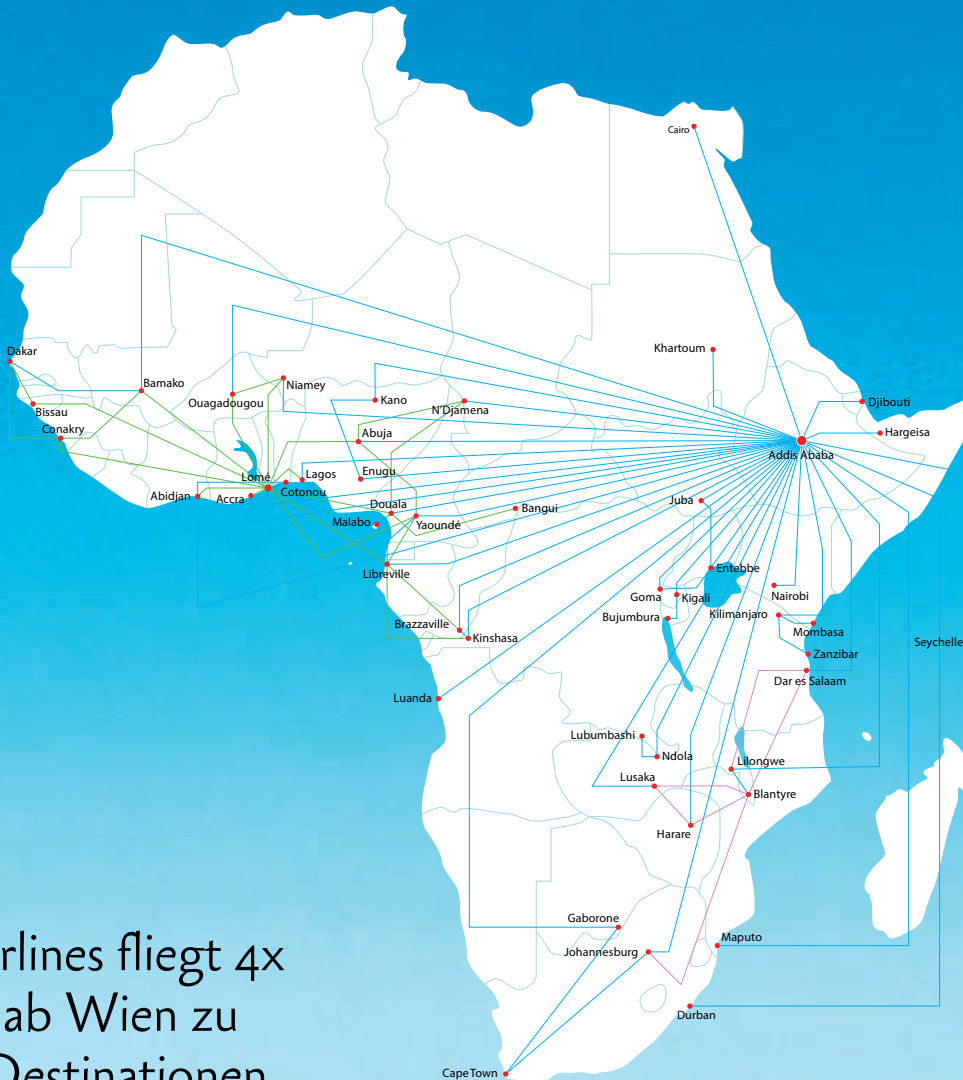 Cairo
Khartoum
Dakar
Bamako
Niamey
Ouagadougou
Kano
N'Djamena
Bissau
Conakry
Abuja
Djibouti
Hargeisa
Addis Ababa
Lomé
Lagos
Enugu
Abidjan
Accra
Cotonou
Douala
Malabo
Yaoundé
Bangui
Juba
Libreville
Entebbe
Goma
Kigali
Nairobi
Bujumbura
Kilimanjaro
Brazzaville
Kinshasa
Mombasa
Seychelle
Zanzibar
Dar es Salaam
Luanda
Lubumbashi
Ndola
Lilongwe
Lusaka
Blantyre
Harare
Gaborone
Johannesburg
Maputo
Durban
Cape Town
rlines fliegt 4x
ab Wien zu
Destinationen